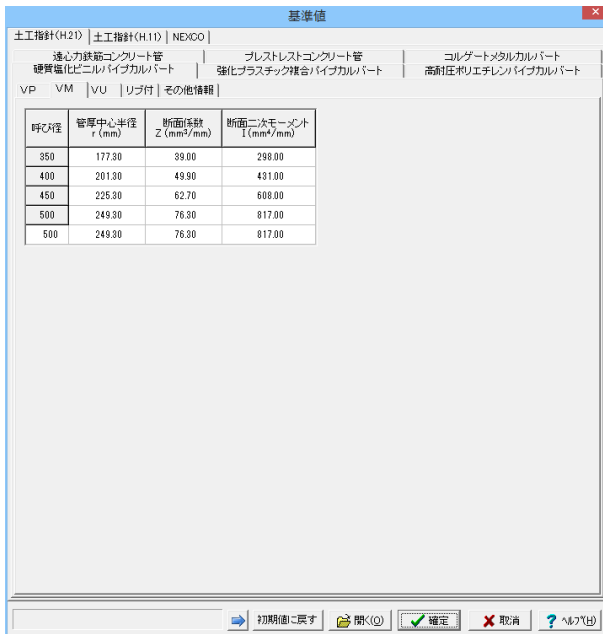 基準値
土工指針(H.21) 土工指針(H.11) NEXCO
遠心力鉄筋コンクリート管 プレストレストコンクリート管 コルゲートメタルカルバート
硬質塩化ビニルパイプカルバート 強化プラスチック複合パイプカルバート 高耐圧ポリエチレンパイプカルバート
VP VM VU リブ付 その他情報
呼び径 管厚中心半径 r (mm) 断面係数 Z (mm³/mm) 断面二次モーメント I (mm⁴/mm)
350 177.30 39.00 298.00
400 201.30 49.90 431.00
450 225.30 62.70 608.00
500 249.30 76.30 817.00
500 249.30 76.30 817.00
初期値に戻す 開く(O) 確定 取消 ? ヘルプ(H)